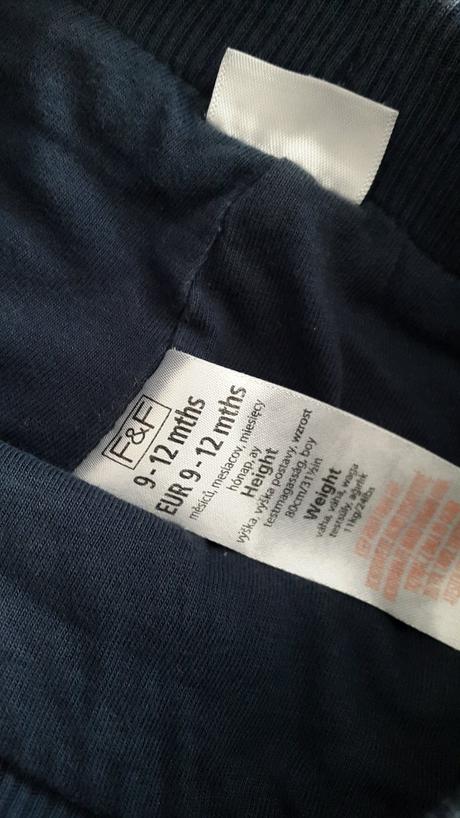 F&F
9-12 mths
EUR 9-12 mths
měsíců, mesiacov, miesięcy
hónap, ay
Height
výška, výška postavy, wzrost
testmagasság, boy
80cm/31½in
Weight
váha, váha, waga
testsúly, ağırlık
11kg/24lbs